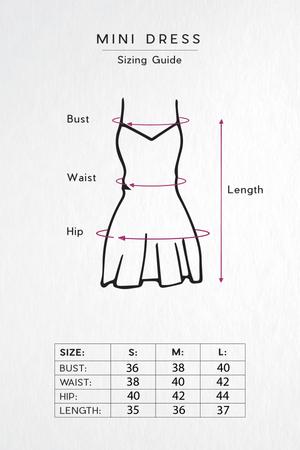 MINI DRESS
Sizing Guide
Bust
Waist
Length
Hip
SIZE: S: M: L:
BUST: 36 38 40
WAIST: 38 40 42
HIP: 40 42 44
LENGTH: 35 36 37